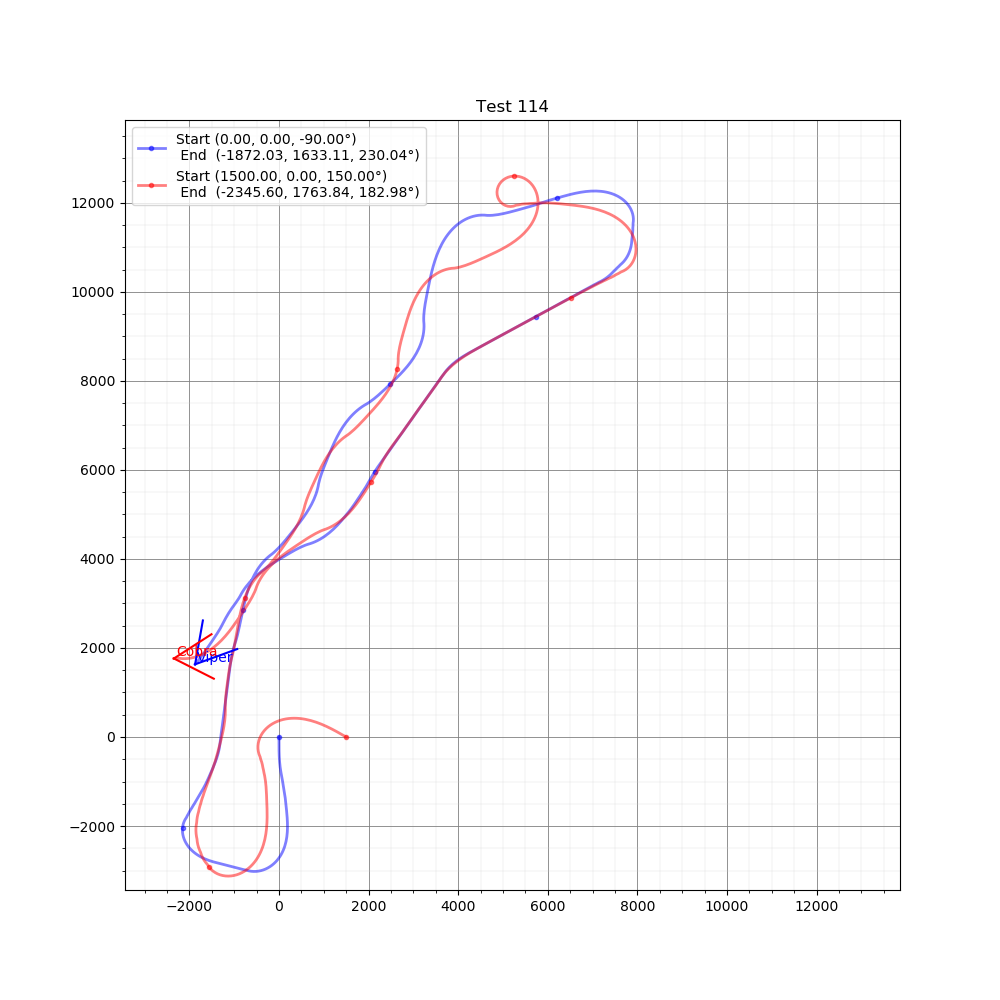 Test 114
Start (0.00, 0.00, -90.00°)
End (-1872.03, 1633.11, 230.04°)
Start (1500.00, 0.00, 150.00°)
End (-2345.60, 1763.84, 182.98°)
12000
10000
8000
6000
4000
2000
0
−2000
Cobra
Viper
−2000 0 2000 4000 6000 8000 10000 12000